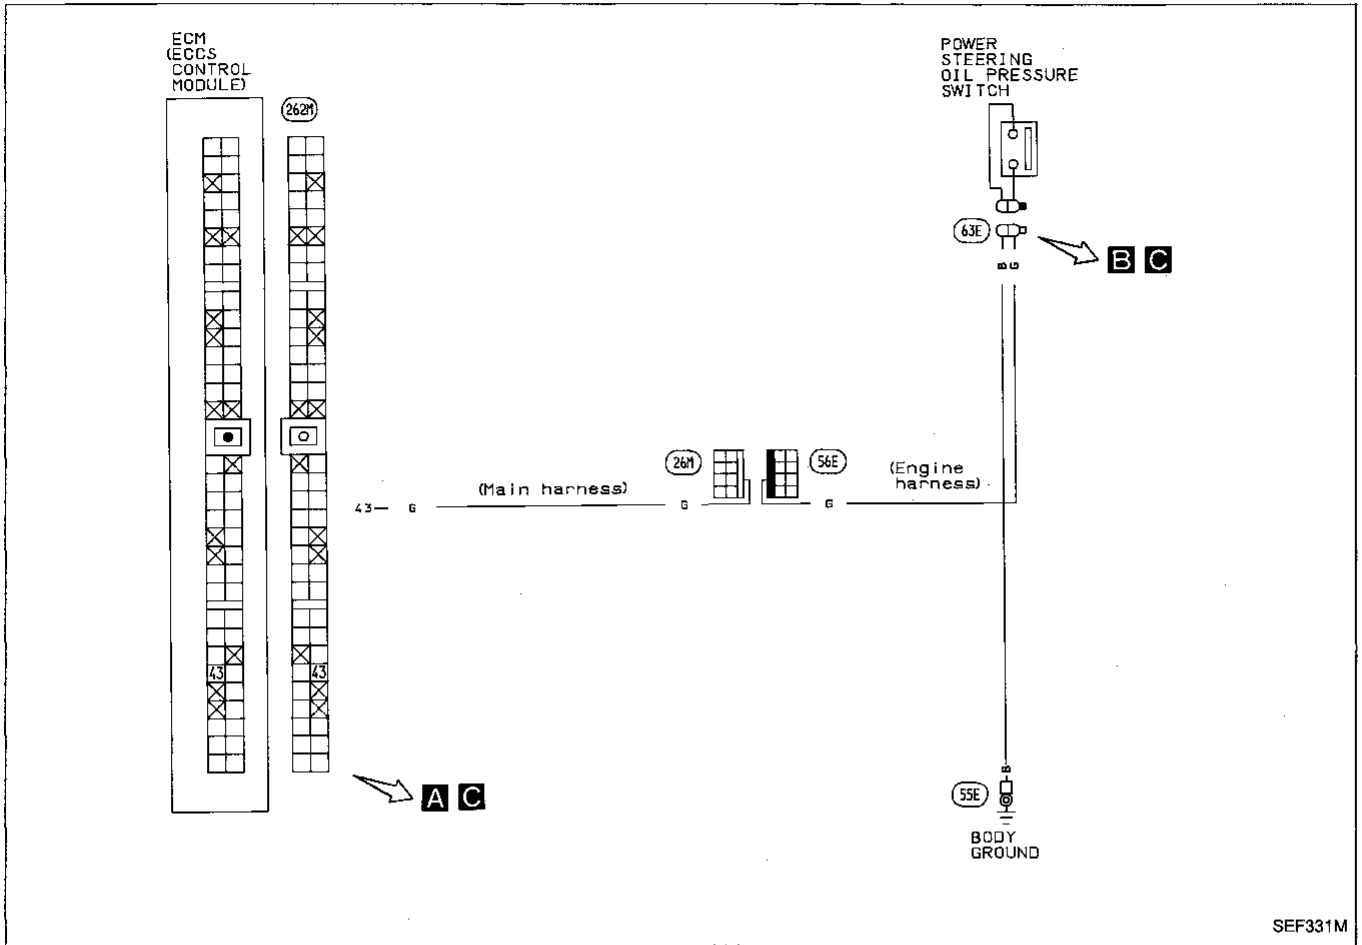 ECM
(ECCS
CONTROL
MODULE)
262M
POWER
STEERING
OIL PRESSURE
SWITCH
63E
B G
B C
26M
56E
(Main harness)
(Engine
harness)
43
G
G
G
43
43
A C
B
55E
BODY
GROUND
SEF331M